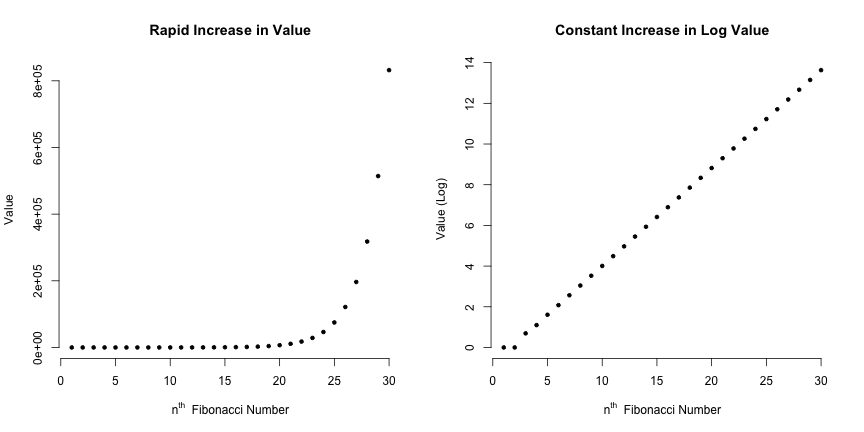 Rapid Increase in Value
Value
8e+05
6e+05
4e+05
2e+05
0e+00
0 5 10 15 20 25 30
nth Fibonacci Number
Constant Increase in Log Value
Value (Log)
14
12
10
8
6
4
2
0
0 5 10 15 20 25 30
nth Fibonacci Number